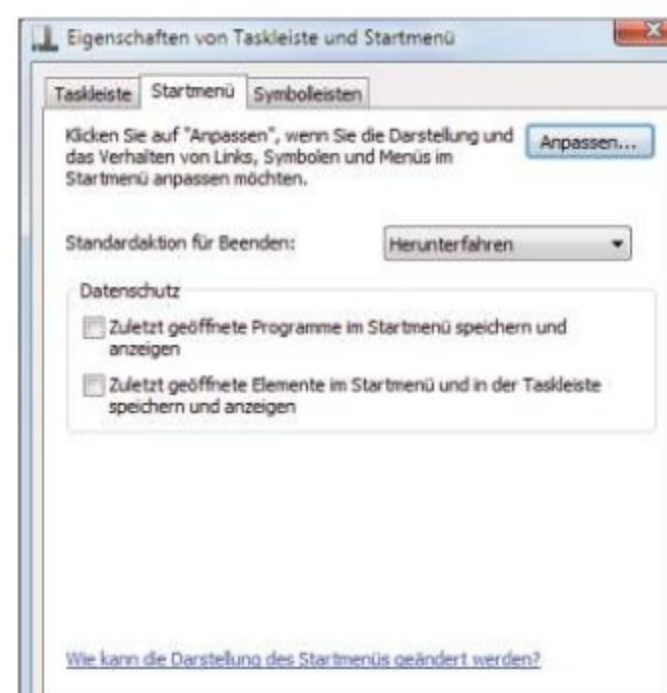 Eigenschaften von Taskleiste und Startmenü
Taskleiste Startmenü Symbolleisten
Klicken Sie auf "Anpassen", wenn Sie die Darstellung und
das Verhalten von Links, Symbolen und Menüs im
Startmenü anpassen möchten.
Anpassen...
Standardaktion für Beenden: Herunterfahren
Datenschutz
Zuletzt geöffnete Programme im Startmenü speichern und
anzeigen
Zuletzt geöffnete Elemente im Startmenü und in der Taskleiste
speichern und anzeigen
Wie kann die Darstellung des Startmenüs geändert werden?